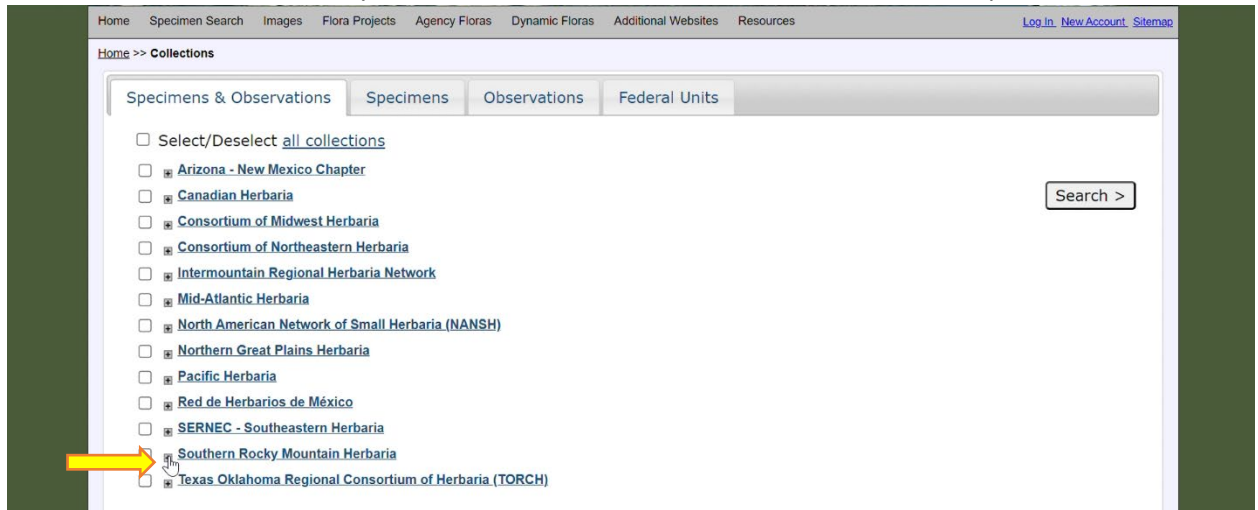 Home Specimen Search Images Flora Projects Agency Floras Dynamic Floras Additional Websites Resources Log In New Account Sitemap
Home >> Collections
Specimens & Observations Specimens Observations Federal Units
Select/Deselect all collections
Arizona - New Mexico Chapter
Canadian Herbaria
Search >
Consortium of Midwest Herbaria
Consortium of Northeastern Herbaria
Intermountain Regional Herbaria Network
Mid-Atlantic Herbaria
North American Network of Small Herbaria (NANSH)
Northern Great Plains Herbaria
Pacific Herbaria
Red de Herbarios de México
SERNEC - Southeastern Herbaria
Southern Rocky Mountain Herbaria
Texas Oklahoma Regional Consortium of Herbaria (TORCH)